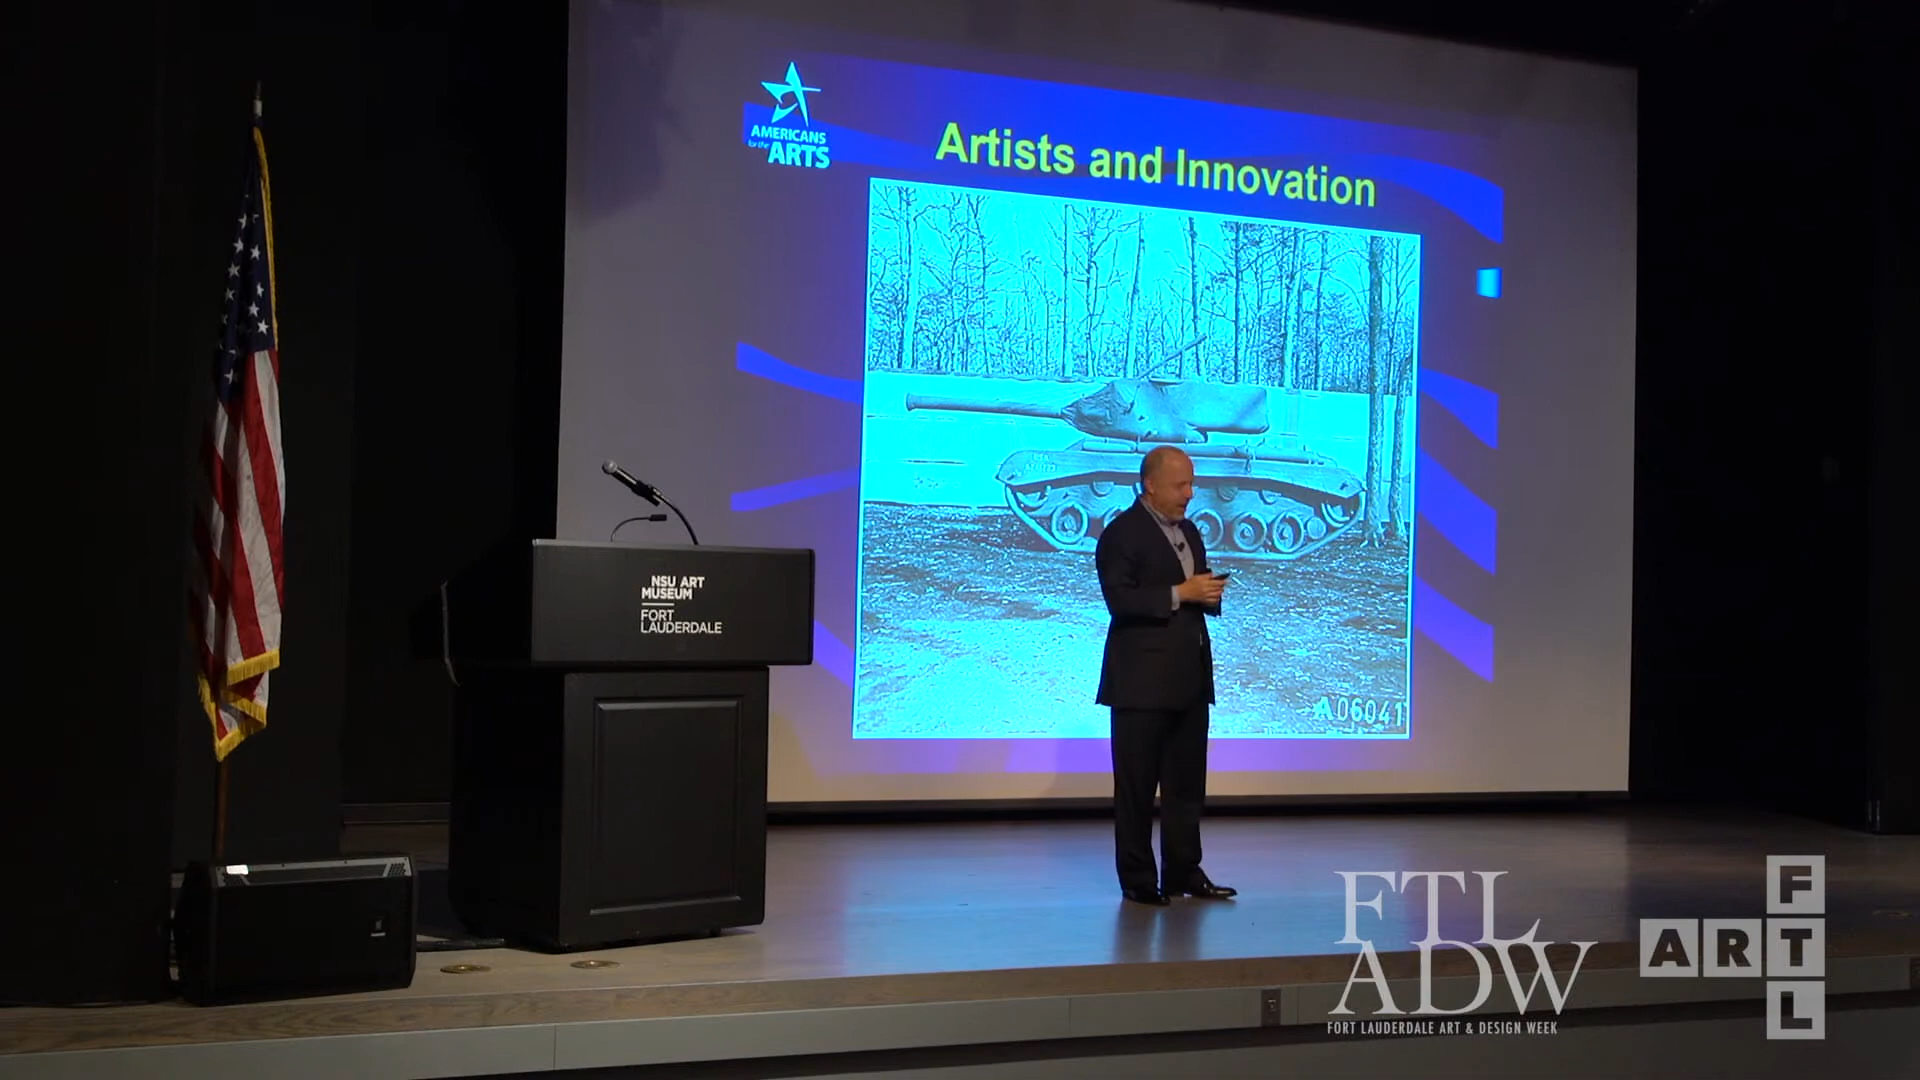 AMERICANS
for the
ARTS
Artists and Innovation
A06041
NSU ART
MUSEUM
FORT
LAUDERDALE
FTL
ADW
FORT LAUDERDALE ART & DESIGN WEEK
F
ART
L